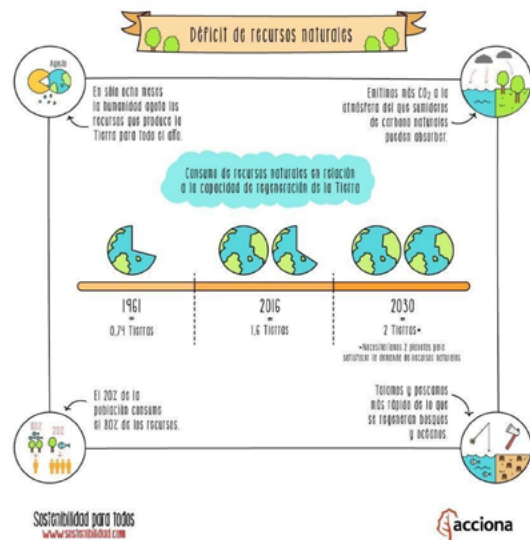 Déficit de recursos naturales
Agosto
En sólo ocho meses
la humanidad agota los
recursos que produce la
Tierra para todo el año.
Emitimos más CO₂ a la
atmósfera del que sumideros
de carbono naturales
pueden absorber.
Consumo de recursos naturales en relación
a la capacidad de regeneración de la Tierra
1961
=
0,74 Tierras
2016
=
1,6 Tierras
2030
=
2 Tierras*
*Necesitaríamos 2 planetas para
satisfacer la demanda de recursos naturales
El 20% de la
población consume
el 80% de los recursos.
80% 20%
Talamos y pescamos
más rápido de lo que
se regeneran bosques
y océanos.
Sostenibilidad para todos
www.sostenibilidad.com
acciona